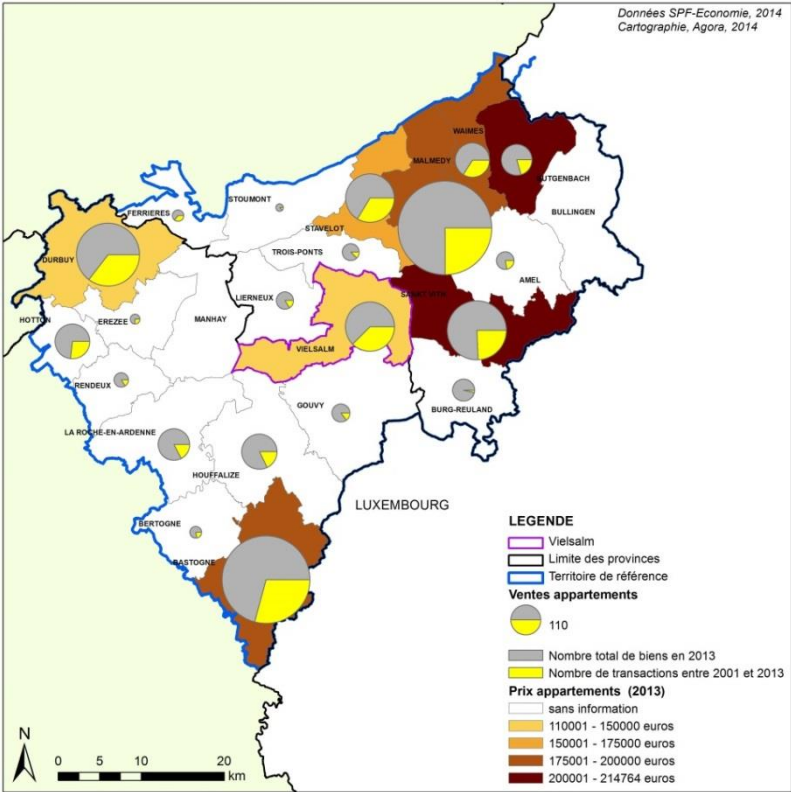 Données SPF-Economie, 2014
Cartographie, Agora, 2014
WAIMES
MALMEDY
BUTGENBACH
BULLINGEN
STOUMONT
FERRIERES
STAVELOT
TROIS-PONTS
DURBUY
AMEL
LIERNEUX
SANKT VITH
HOTTON
EREZEE
MANHAY
VIELSALM
RENDEUX
BURG-REULAND
GOUVY
LA ROCHE-EN-ARDENNE
HOUFFALIZE
LUXEMBOURG
BERTOGNE
BASTOGNE
LEGENDE
Vielsalm
Limite des provinces
Territoire de référence
Ventes appartements
110
Nombre total de biens en 2013
Nombre de transactions entre 2001 et 2013
Prix appartements (2013)
sans information
110001 - 150000 euros
150001 - 175000 euros
175001 - 200000 euros
200001 - 214764 euros
N
0 5 10 20
km